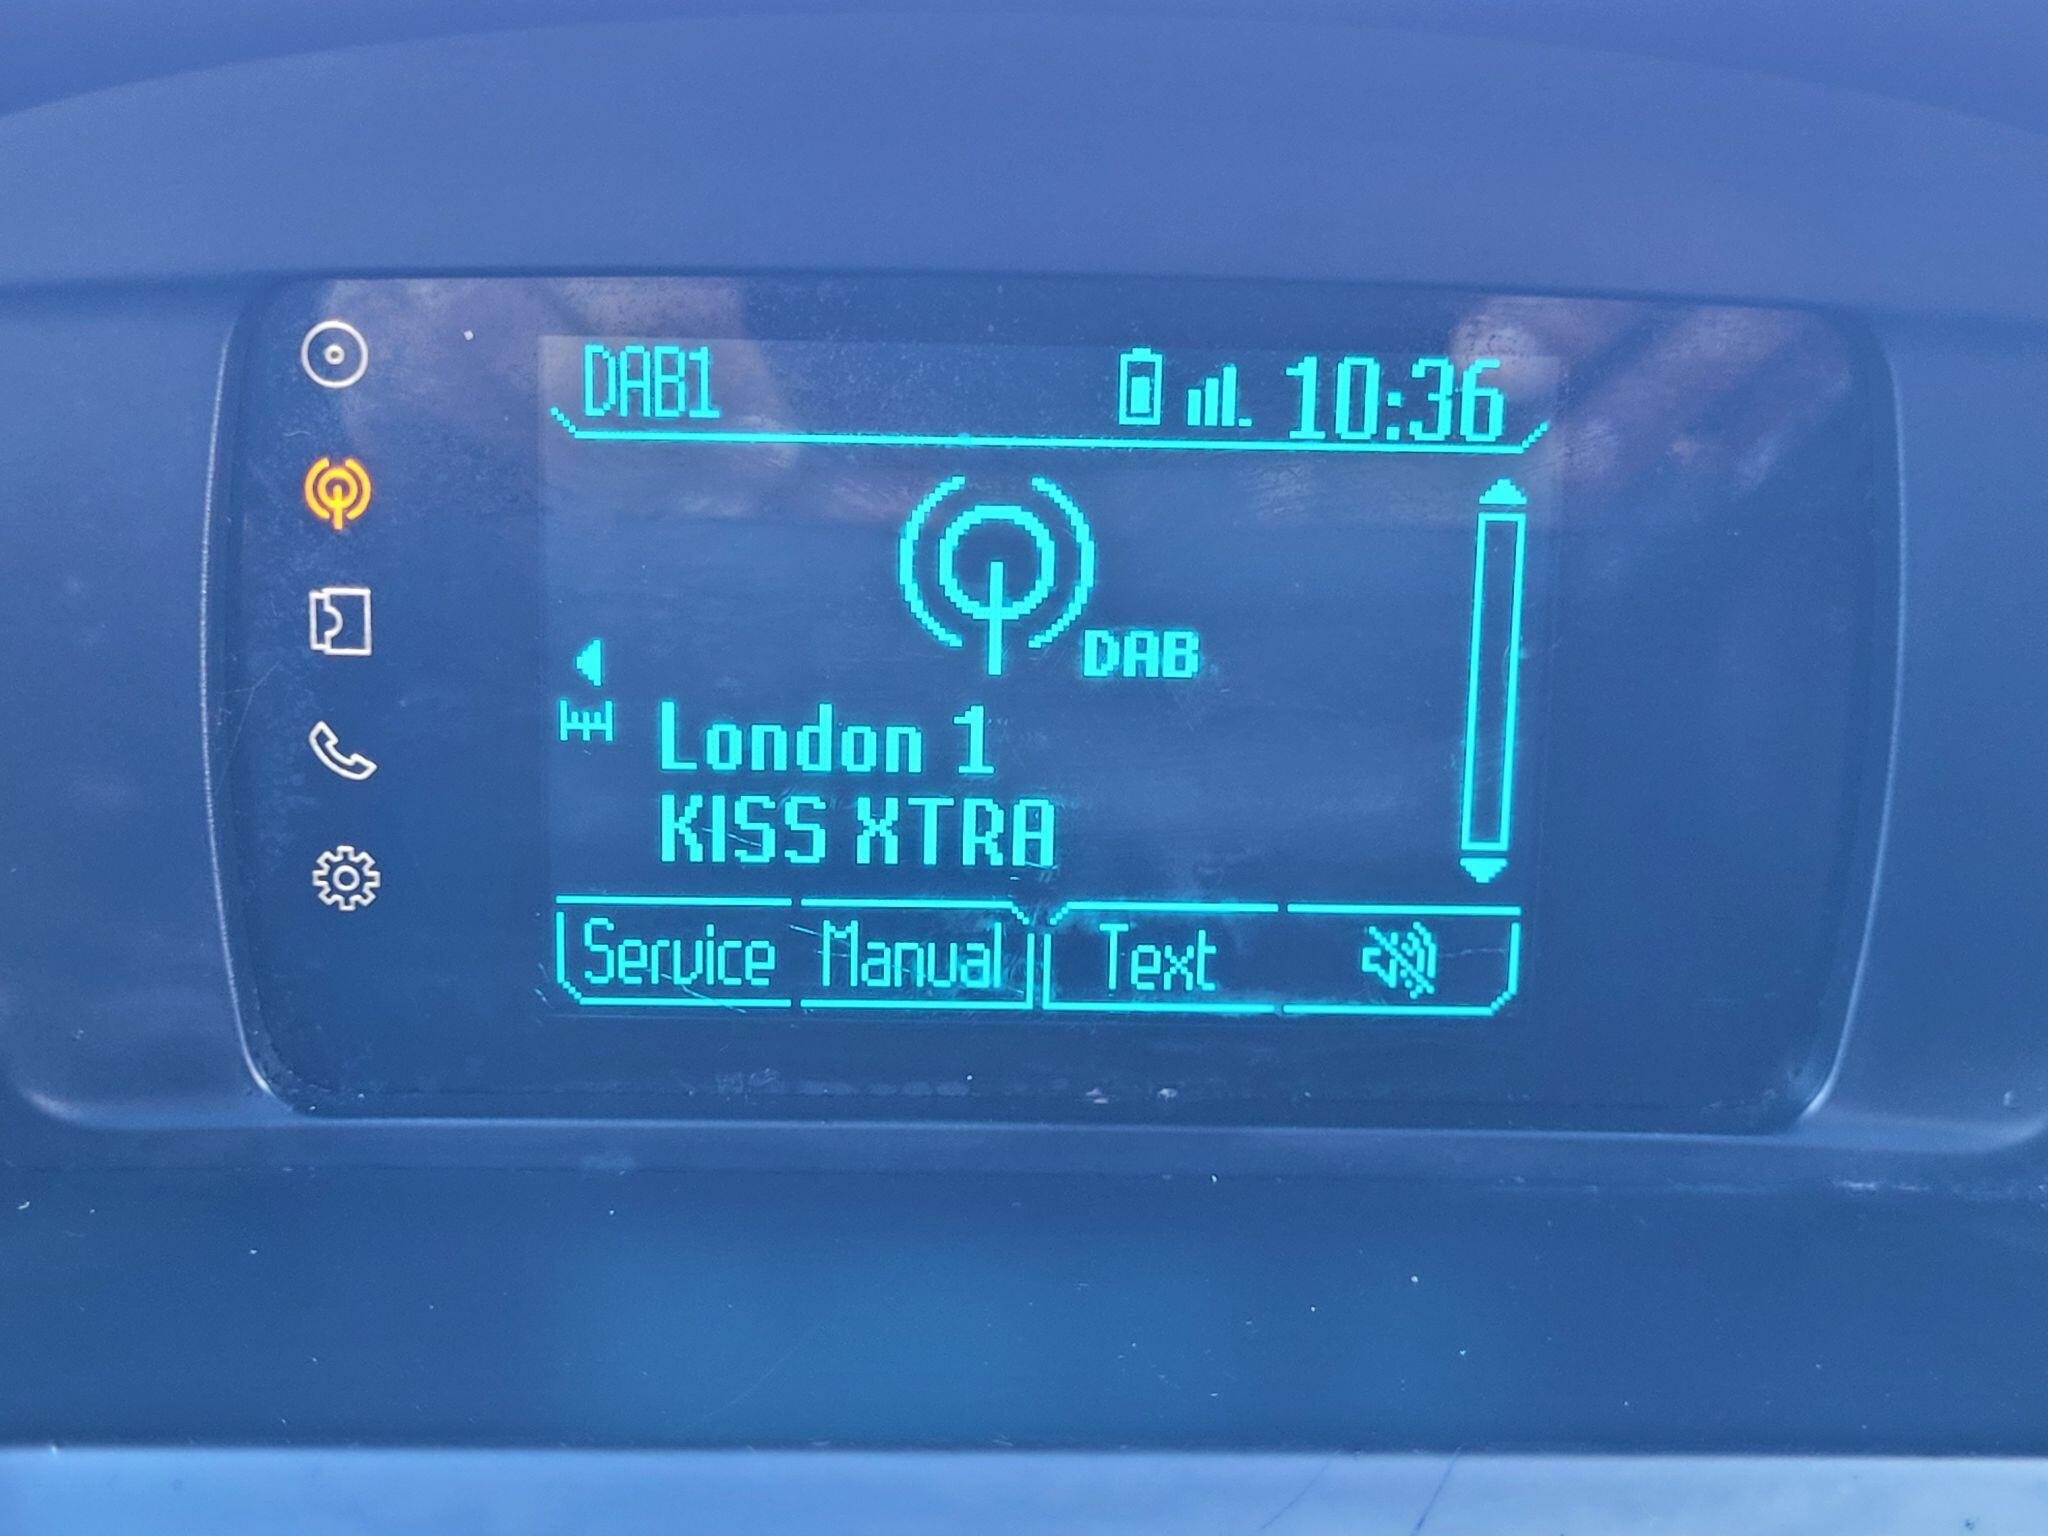 DAB1 10:36
DAB
London 1
KISS XTRA
Service Manual Text